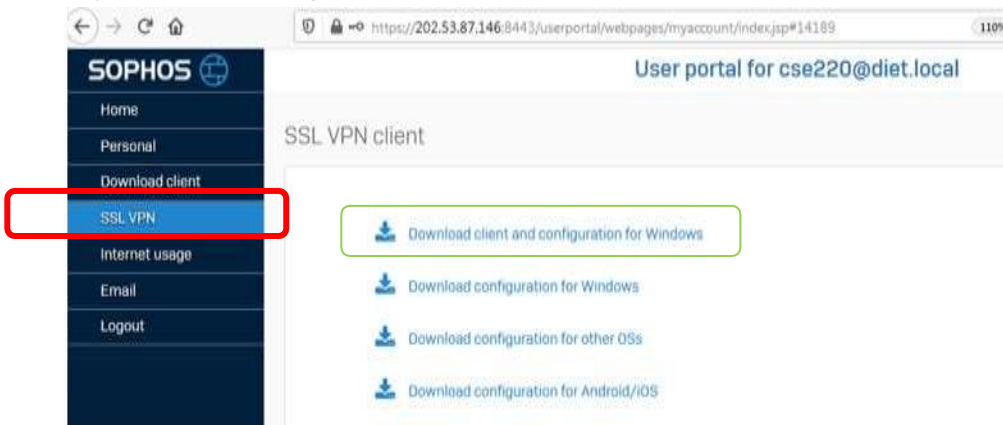 https://202.53.87.146:8443/userportal/webpages/myaccount/index.jsp#14189
110%
SOPHOS
User portal for cse220@diet.local
Home
Personal
Download client
SSL VPN
Internet usage
Email
Logout
SSL VPN client
Download client and configuration for Windows
Download configuration for Windows
Download configuration for other OSs
Download configuration for Android/iOS